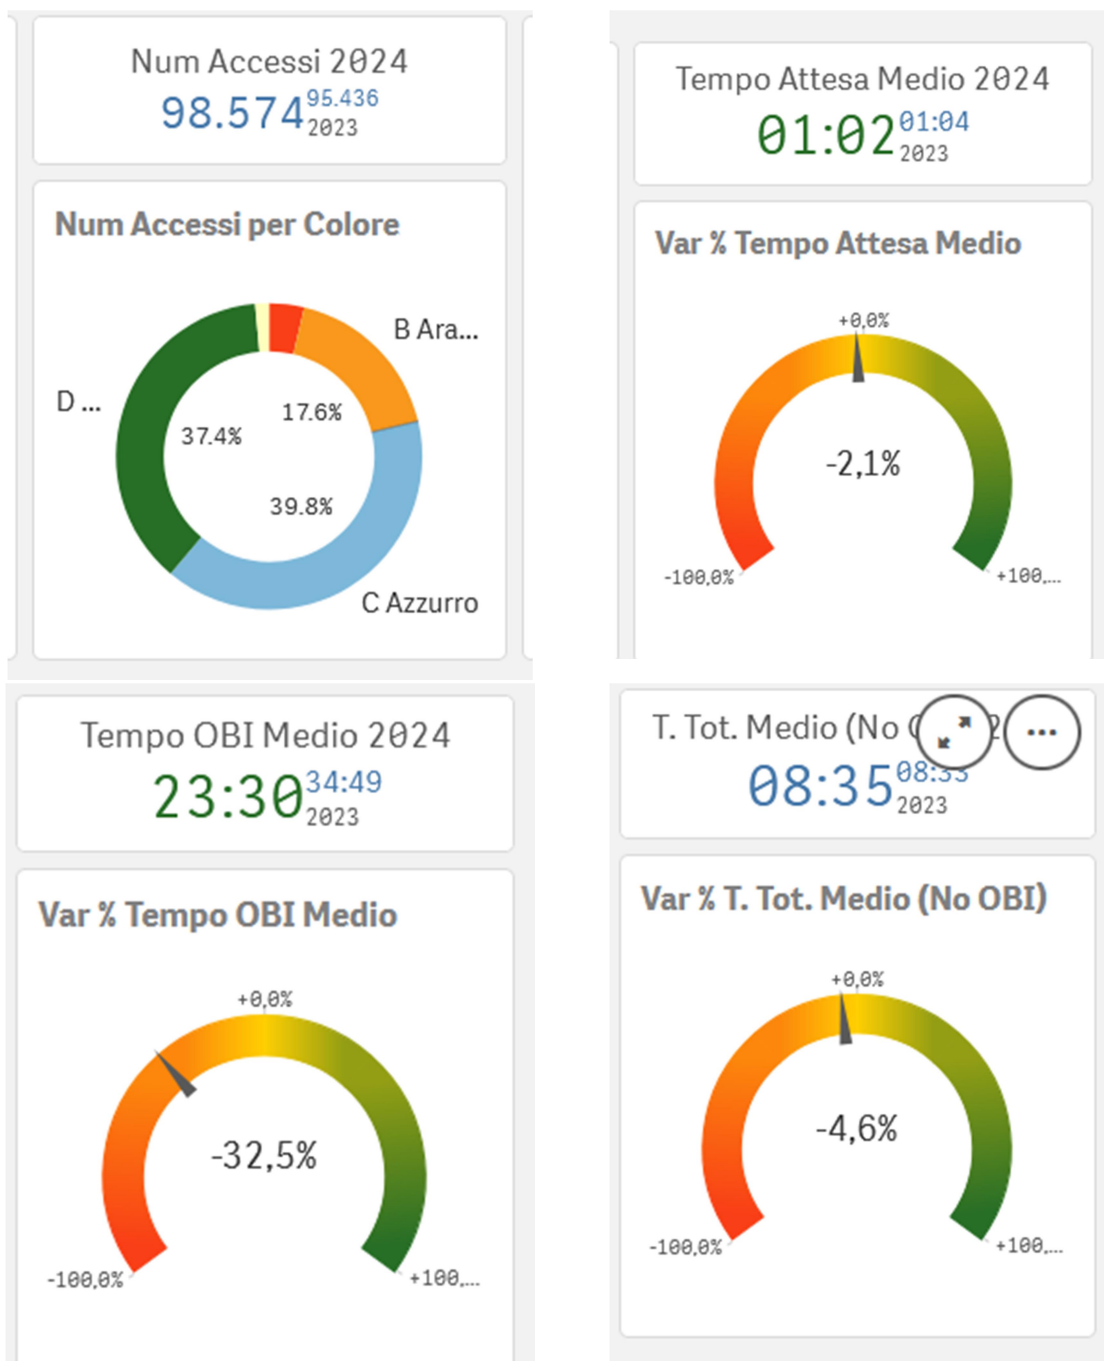 Num Accessi 2024
98.574 95.436
2023
Num Accessi per Colore
B Ara...
D ...
17.6%
37.4%
39.8%
C Azzurro
Tempo Attesa Medio 2024
01:02 01:04
2023
Var % Tempo Attesa Medio
+0,0%
-2,1%
-100,0%
+100,...
Tempo OBI Medio 2024
23:30 34:49
2023
Var % Tempo OBI Medio
+0,0%
-32,5%
-100,0%
+100,...
T. Tot. Medio (No
08:35 08:33
2023
Var % T. Tot. Medio (No OBI)
+0,0%
-4,6%
-100,0%
+100,...